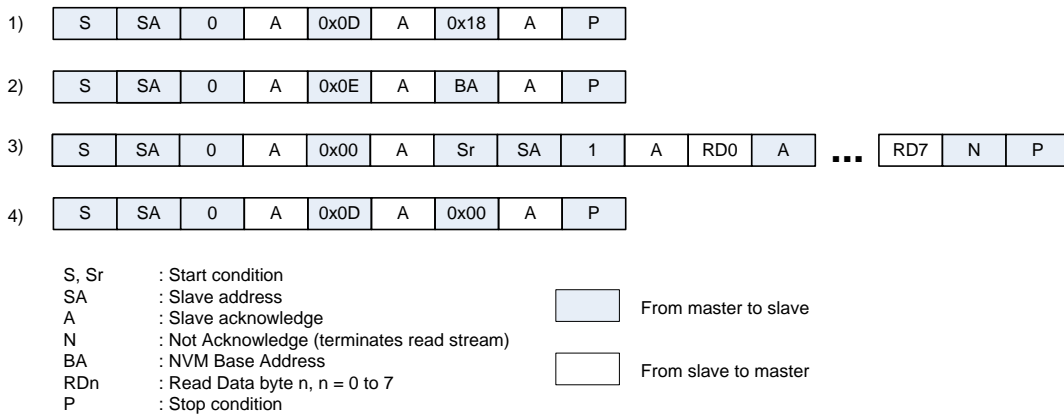 1) S SA 0 A 0x0D A 0x18 A P
2) S SA 0 A 0x0E A BA A P
3) S SA 0 A 0x00 A Sr SA 1 A RD0 A ... RD7 N P
4) S SA 0 A 0x0D A 0x00 A P
S, Sr : Start condition
SA : Slave address
A : Slave acknowledge
N : Not Acknowledge (terminates read stream)
BA : NVM Base Address
RDn : Read Data byte n, n = 0 to 7
P : Stop condition
From master to slave
From slave to master